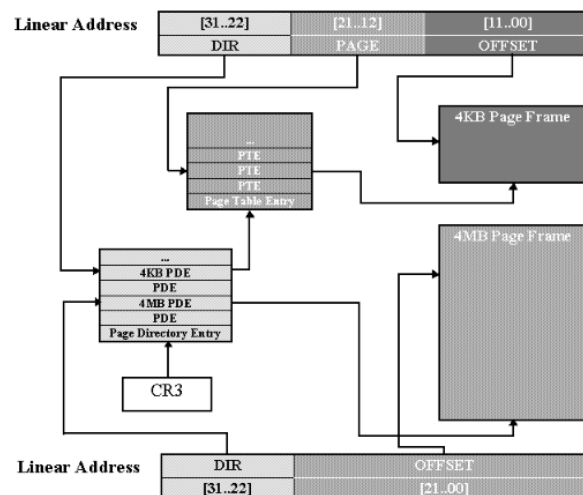 Linear Address
[31..22] [21..12] [11..00]
DIR PAGE OFFSET
4KB Page Frame
...
PTE
PTE
PTE
Page Table Entry
4MB Page Frame
...
4KB PDE
PDE
4MB PDE
PDE
Page Directory Entry
CR3
Linear Address
DIR OFFSET
[31..22] [21..00]